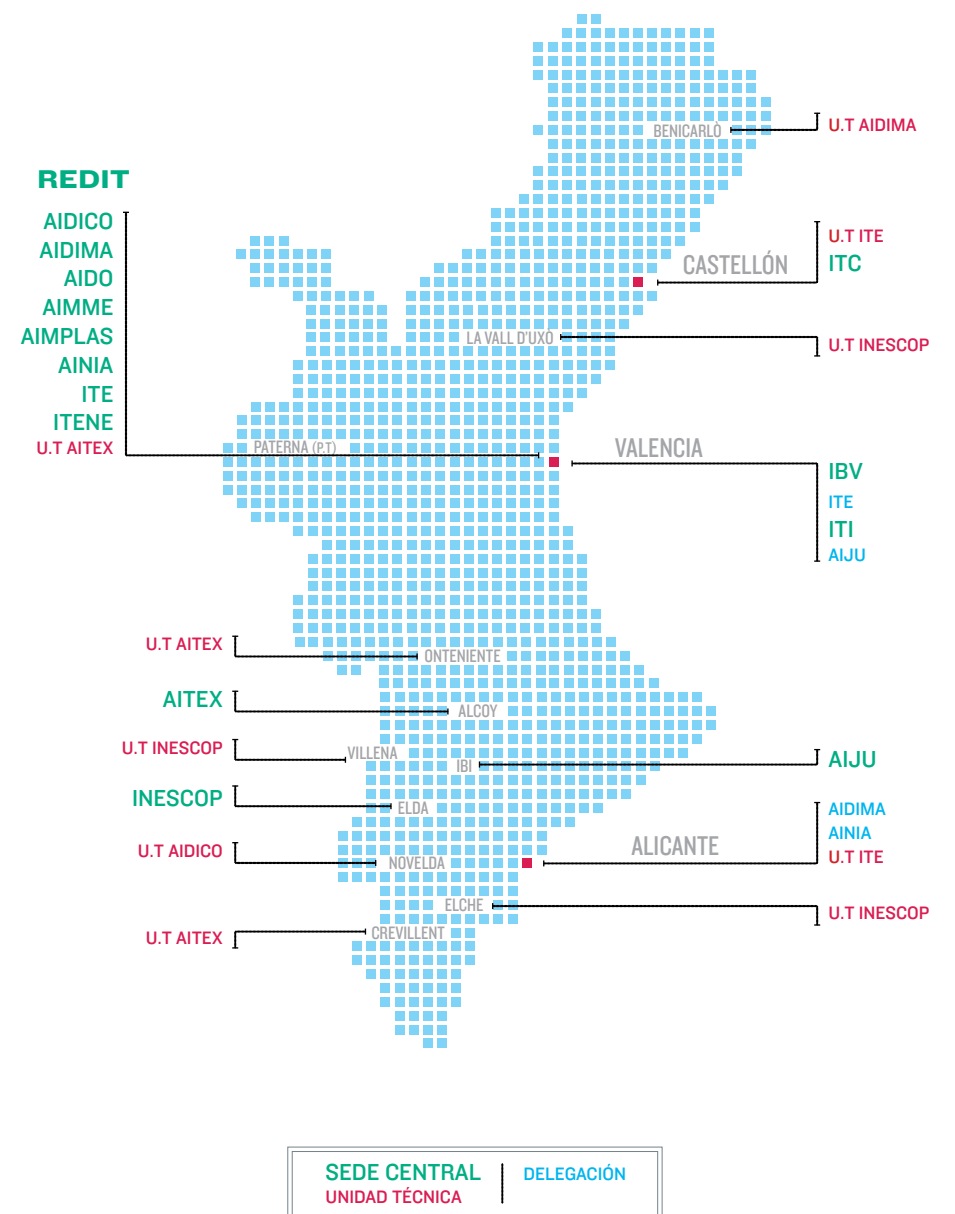 BENICARLÒ
U.T AIDIMA
REDIT
AIDICO
AIDIMA
AIDO
AIMME
AIMPLAS
AINIA
ITE
ITENE
U.T AITEX
PATERNA (P.T)
U.T ITE
ITC
CASTELLÓN
LA VALL D'UXÒ
U.T INESCOP
VALENCIA
IBV
ITE
ITI
AIJU
U.T AITEX
ONTENIENTE
AITEX
ALCOY
U.T INESCOP
VILLENA
IBI
AIJU
INESCOP
ELDA
AIDIMA
AINIA
U.T ITE
ALICANTE
U.T AIDICO
NOVELDA
ELCHE
U.T INESCOP
U.T AITEX
CREVILLENT
SEDE CENTRAL
UNIDAD TÉCNICA
DELEGACIÓN